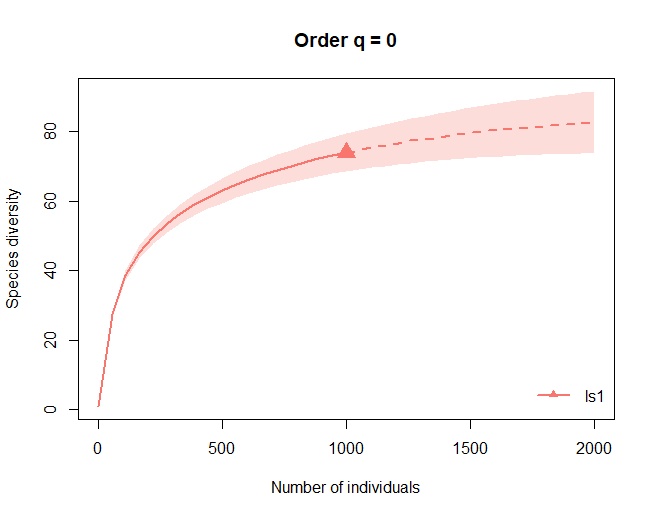 Order q = 0
Species diversity
80
60
40
20
0
ls1
0 500 1000 1500 2000
Number of individuals